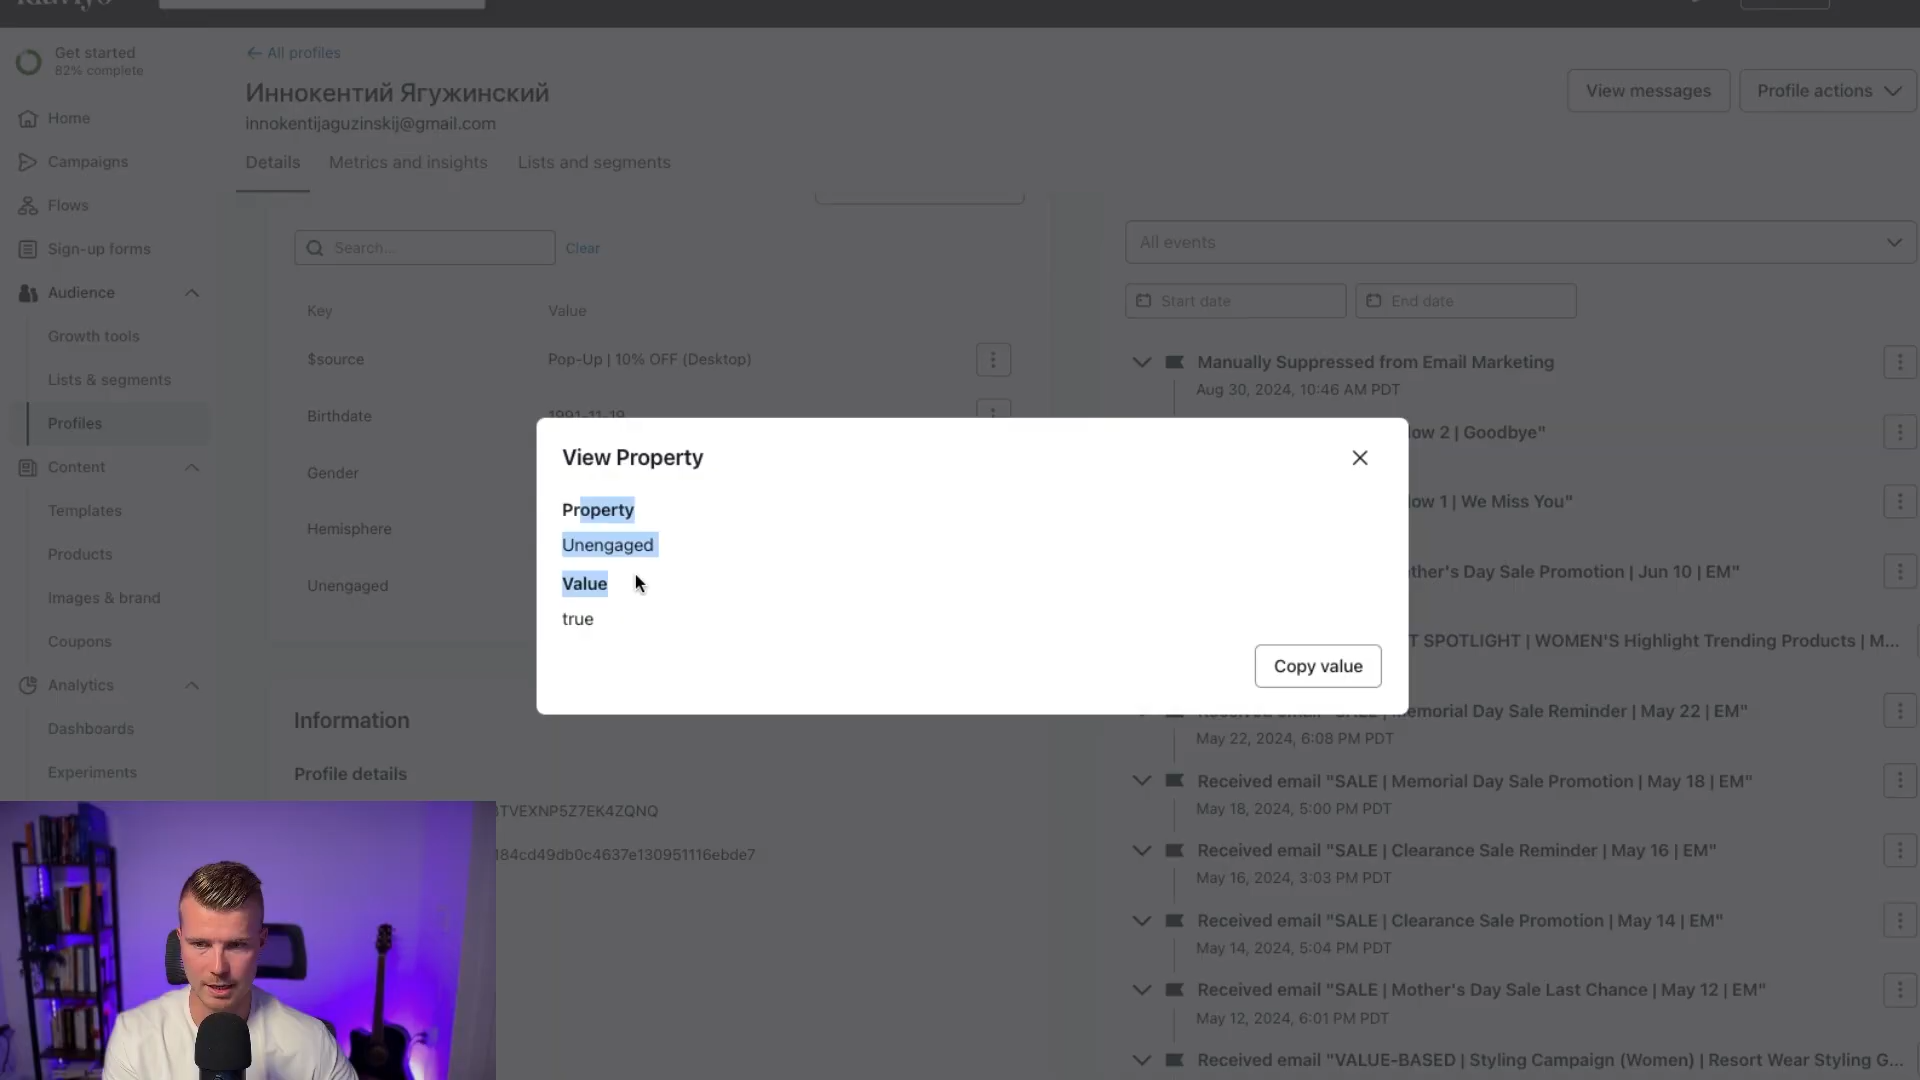 Get started
82% complete
Home
Campaigns
Flows
Sign-up forms
Audience
Growth tools
Lists & segments
Profiles
Content
Templates
Products
Images & brand
Coupons
Analytics
Dashboards
Experiments
← All profiles
Иннокентий Ягужинский
innokentijaguzinskij@gmail.com
View messages
Profile actions
Details
Metrics and insights
Lists and segments
Search...
Clear
Key
Value
$source
Pop-Up | 10% OFF (Desktop)
Birthdate
1991-11-19
Gender
Hemisphere
Unengaged
View Property
Property
Unengaged
Value
true
Copy value
Information
Profile details
TVEXNP5Z7EK4ZQNQ
184cd49db0c4637e130951116ebde7
All events
Start date
End date
Manually Suppressed from Email Marketing
Aug 30, 2024, 10:46 AM PDT
ow 2 | Goodbye"
ow 1 | We Miss You"
ther's Day Sale Promotion | Jun 10 | EM"
T SPOTLIGHT | WOMEN'S Highlight Trending Products | M...
Received email "SALE | Memorial Day Sale Reminder | May 22 | EM"
May 22, 2024, 6:08 PM PDT
Received email "SALE | Memorial Day Sale Promotion | May 18 | EM"
May 18, 2024, 5:00 PM PDT
Received email "SALE | Clearance Sale Reminder | May 16 | EM"
May 16, 2024, 3:03 PM PDT
Received email "SALE | Clearance Sale Promotion | May 14 | EM"
May 14, 2024, 5:04 PM PDT
Received email "SALE | Mother's Day Sale Last Chance | May 12 | EM"
May 12, 2024, 6:01 PM PDT
Received email "VALUE-BASED | Styling Campaign (Women) | Resort Wear Styling G...